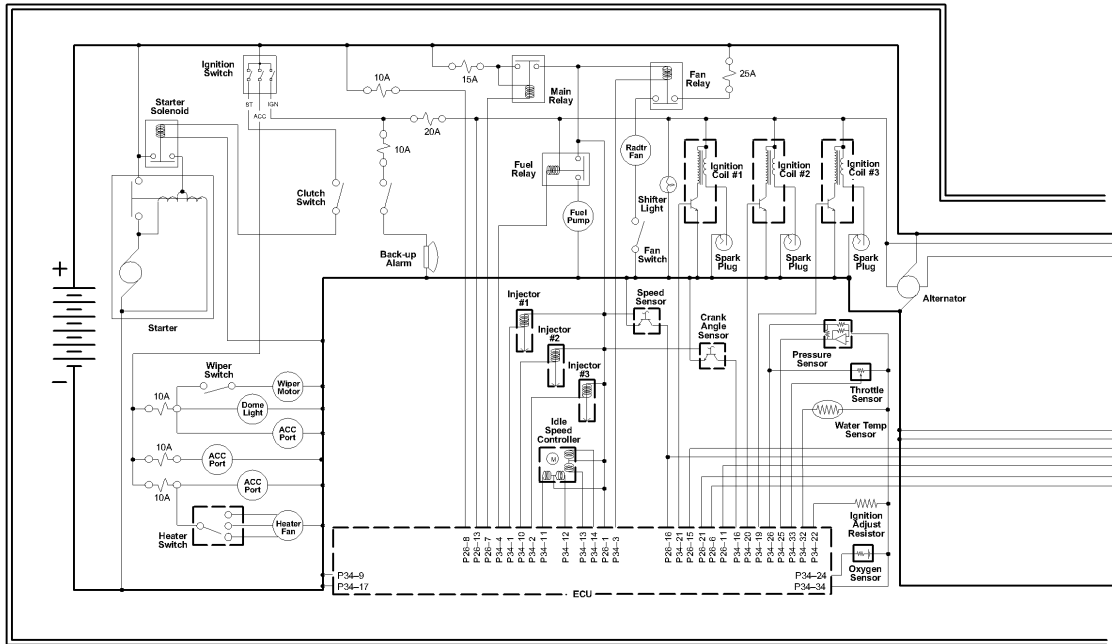 Ignition
Switch
ST
ACC
IGN
Starter
Solenoid
10A
15A
Main
Relay
Fan
Relay
25A
20A
10A
Fuel
Relay
Radtr
Fan
Ignition
Coil #1
Ignition
Coil #2
Ignition
Coil #3
Clutch
Switch
Shifter
Light
Fuel
Pump
Fan
Switch
Back-up
Alarm
Spark
Plug
Spark
Plug
Spark
Plug
+
−
Starter
Alternator
Injector
#1
Speed
Sensor
Injector
#2
Crank
Angle
Sensor
Injector
#3
Pressure
Sensor
Throttle
Sensor
Water Temp
Sensor
Wiper
Switch
Wiper
Motor
10A
Dome
Light
ACC
Port
10A
ACC
Port
10A
ACC
Port
Heater
Switch
Heater
Fan
Idle
Speed
Controller
M
Ignition
Adjust
Resistor
Oxygen
Sensor
P26–8
P26–13
P26–7
P34–4
P34–1
P34–10
P34–2
P34–11
P34–12
P34–13
P34–14
P26–1
P34–3
P26–16
P34–21
P26–15
P26–21
P26–6
P26–11
P34–16
P34–20
P34–19
P34–26
P34–25
P34–33
P34–32
P34–22
P34–9
P34–17
P34–24
P34–34
ECU